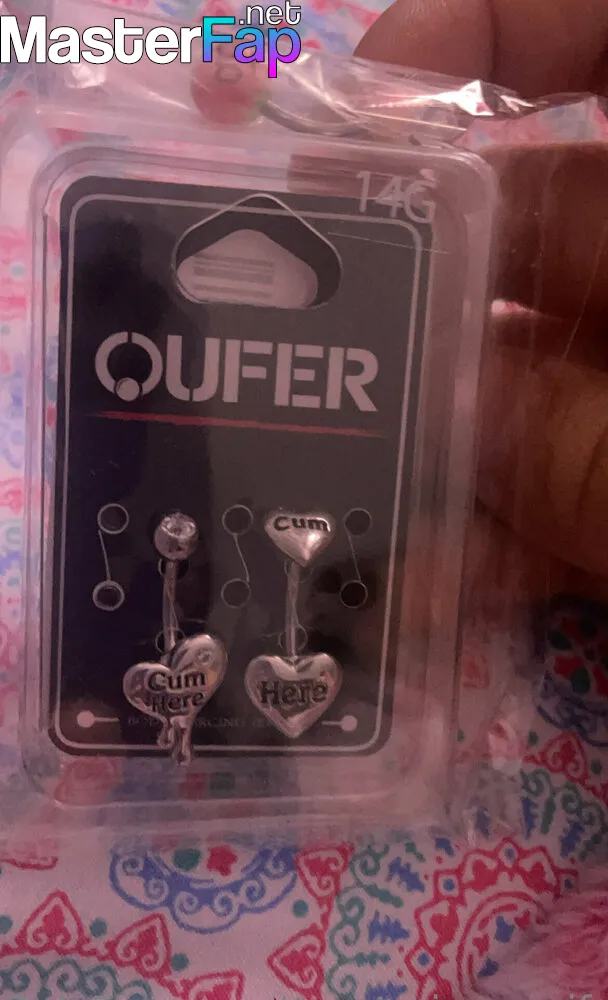 MasterFap.net
14G
OUFER
Cum
Cum
Here
Here